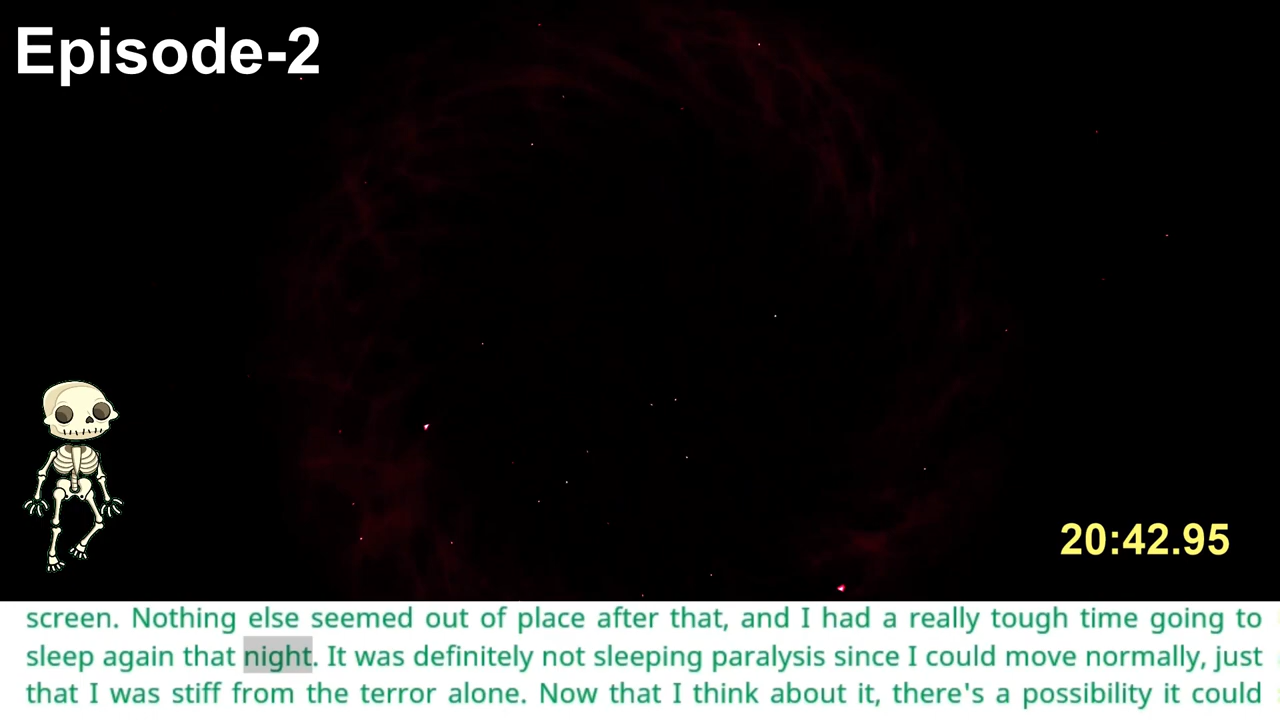 Episode-2
20:42.95
screen. Nothing else seemed out of place after that, and I had a really tough time going to
sleep again that night. It was definitely not sleeping paralysis since I could move normally, just
that I was stiff from the terror alone. Now that I think about it, there's a possibility it could